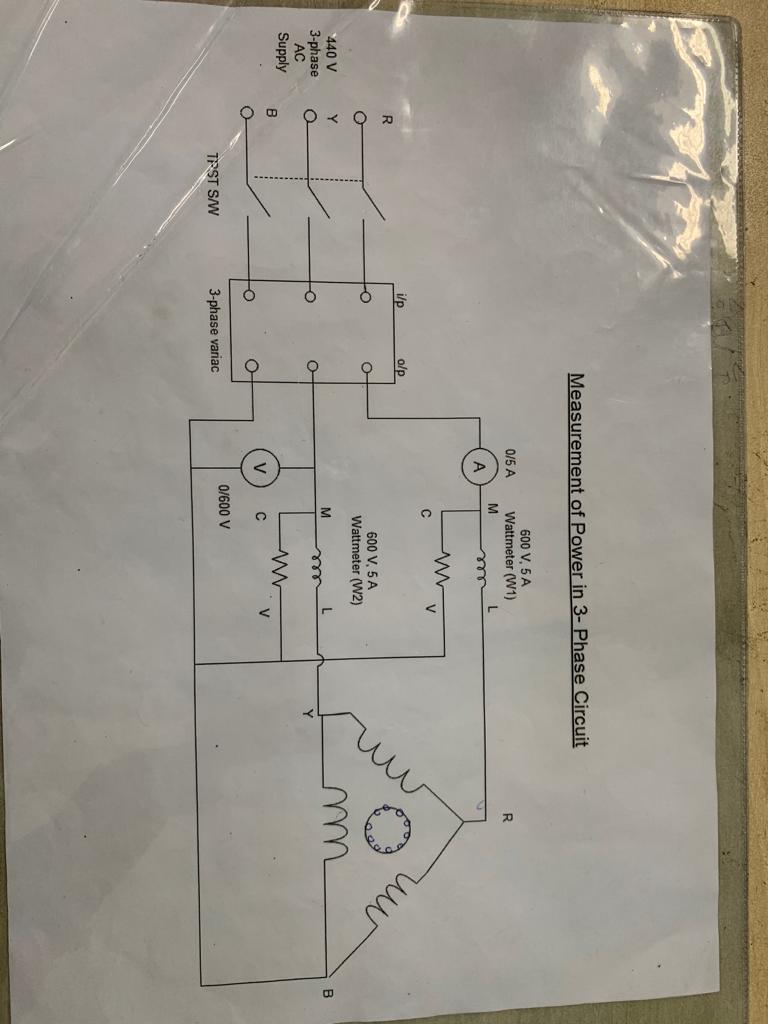 Measurement of Power in 3- Phase Circuit
600 V, 5 A
0/5 A
Wattmeter (W1)
A
M
L
R
C
V
440 V
3-phase
AC
Supply
R
Y
B
TPST S/W
i/p
o/p
3-phase variac
600 V, 5 A
Wattmeter (W2)
M
L
V
C
V
0/600 V
Y
B